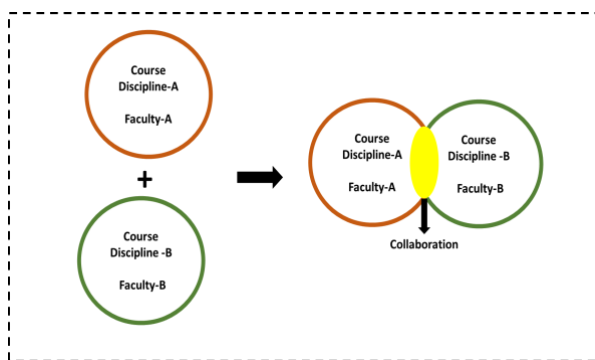 Course
Discipline-A
Faculty-A
+
Course
Discipline -B
Faculty-B
Course
Discipline-A
Faculty-A
Course
Discipline -B
Faculty-B
Collaboration